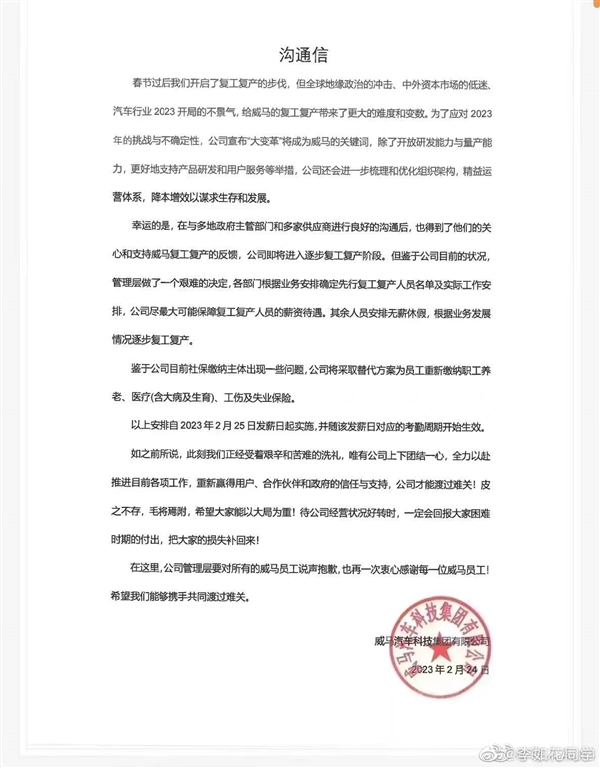 沟通信
春节过后我们开启了复工复产的步伐，但全球地缘政治的冲击、中外资本市场的低迷、
汽车行业 2023 开局的不景气，给威马的复工复产带来了更大的难度和变数。为了应对 2023
年的挑战与不确定性，公司宣布“大变革”将成为威马的关键词，除了开放研发能力与量产能
力，更好地支持产品研发和用户服务等举措，公司还会进一步梳理和优化组织架构，精益运
营体系，降本增效以谋求生存和发展。
幸运的是，在与多地政府主管部门和多家供应商进行良好的沟通后，也得到了他们的关
心和支持威马复工复产的反馈，公司即将进入逐步复工复产阶段。但鉴于公司目前的状况，
管理层做了一个艰难的决定，各部门根据业务安排确定先行复工复产人员名单及实际工作安
排，公司尽最大可能保障复工复产人员的薪资待遇。其余人员安排无薪休假，根据业务发展
情况逐步复工复产。
鉴于公司目前社保缴纳主体出现一些问题，公司将采取替代方案为员工重新缴纳职工养
老、医疗(含大病及生育)、工伤及失业保险。
以上安排自 2023 年 2 月 25 日发薪日起实施，并随该发薪日对应的考勤周期开始生效。
如之前所说，此刻我们正经受着艰辛和苦难的洗礼，唯有公司上下团结一心，全力以赴
推进目前各项工作，重新赢得用户、合作伙伴和政府的信任与支持，公司才能渡过难关！皮
之不存，毛将焉附，希望大家能以大局为重！待公司经营状况好转时，一定会回报大家困难
时期的付出，把大家的损失补回来！
在这里，公司管理层要对所有的威马员工说声抱歉，也再一次衷心感谢每一位威马员工！
希望我们能够携手共同渡过难关。
威马汽车科技集团有限公司
2023 年 2 月 24 日
威马汽车科技集团有限公司
@李如花同学